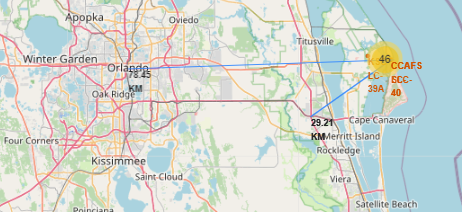 Apopka
Oviedo
Titusville
Winter Garden
Orlando
78.45
KM
46
CCAFS
LC-
39A
SLC-
40
Oak Ridge
29.21
KM
Cape Canaveral
Merritt Island
Four Corners
Rockledge
Kissimmee
Saint-Cloud
Viera
Satellite Beach
Poinciana